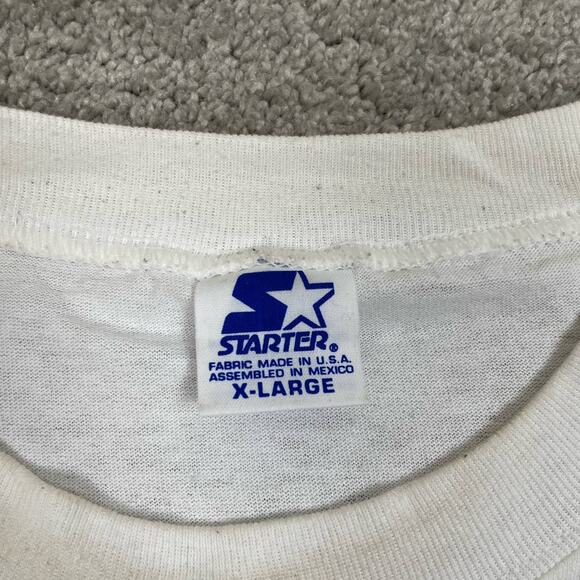 STARTER®
FABRIC MADE IN U.S.A.
ASSEMBLED IN MEXICO
X-LARGE